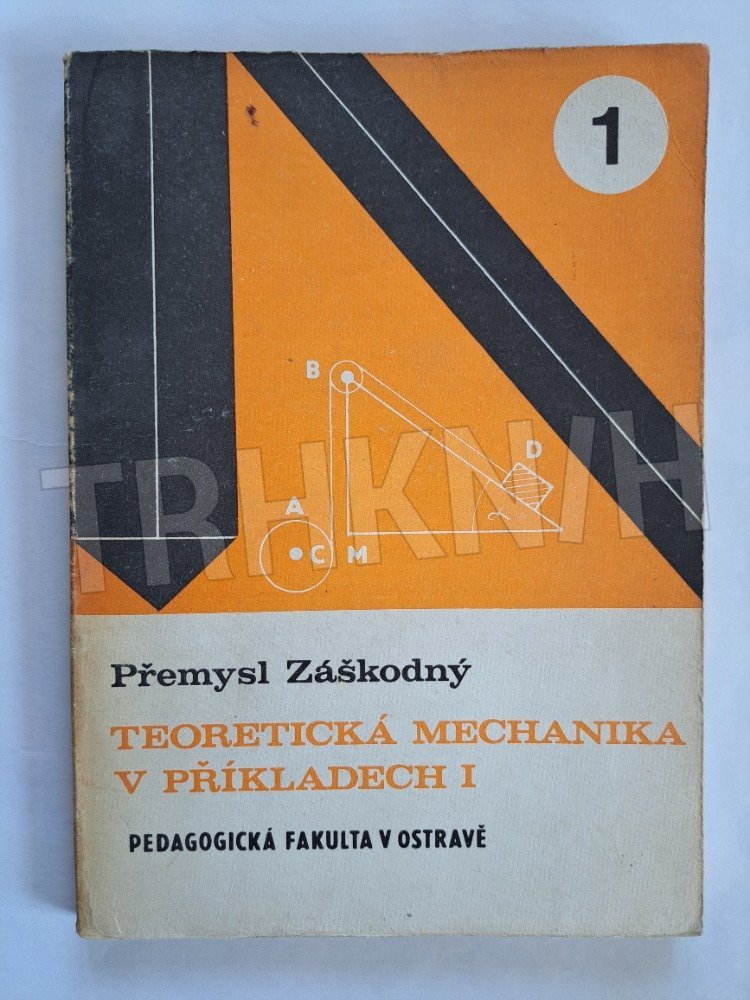 1
B
D
A
C
M
α
TRHKNIH
Přemysl Záškodný
TEORETICKÁ MECHANIKA
V PŘÍKLADECH I
PEDAGOGICKÁ FAKULTA V OSTRAVĚ